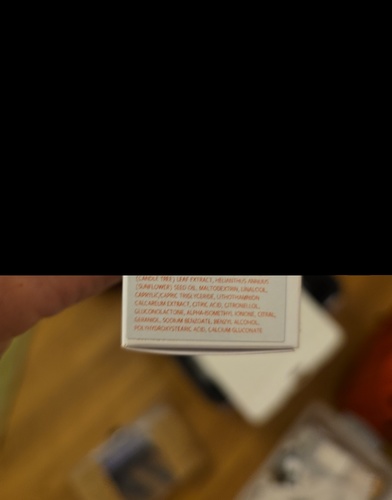 (CANDLE TREE) LEAF EXTRACT, HELIANTHUS ANNUUS
(SUNFLOWER) SEED OIL, MALTODEXTRIN, LINALOOL,
CAPRYLIC/CAPRIC TRIGLYCERIDE, LITHOTHAMNION
CALCAREUM EXTRACT, CITRIC ACID, CITRONELLOL,
GLUCONOLACTONE, ALPHA-ISOMETHYL IONONE, CITRAL,
SODIUM BENZOATE, BENZYL ALCOHOL,
POLYHYDROXYSTEARIC ACID, CALCIUM GLUCONATE